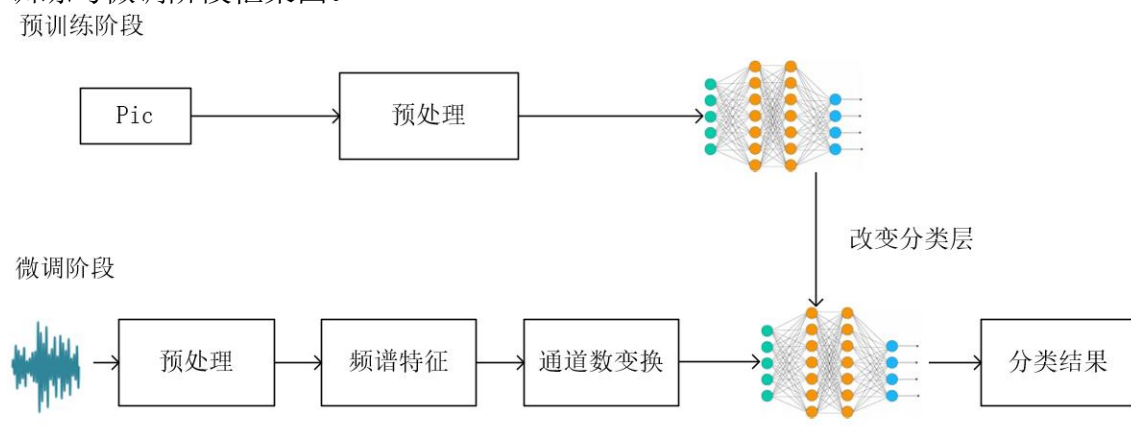 预训练阶段
Pic
预处理
改变分类层
微调阶段
预处理
频谱特征
通道数变换
分类结果